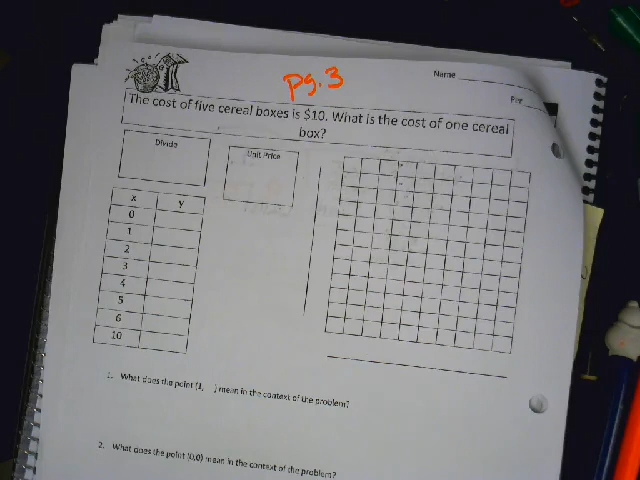 pg. 3
Name
Per
The cost of five cereal boxes is $10. What is the cost of one cereal
box?
Divide
Unit Price
x y
0
1
2
3
4
5
6
10
1. What does the point (1, ) mean in the context of the problem?
2. What does the point (0,0) mean in the context of the problem?